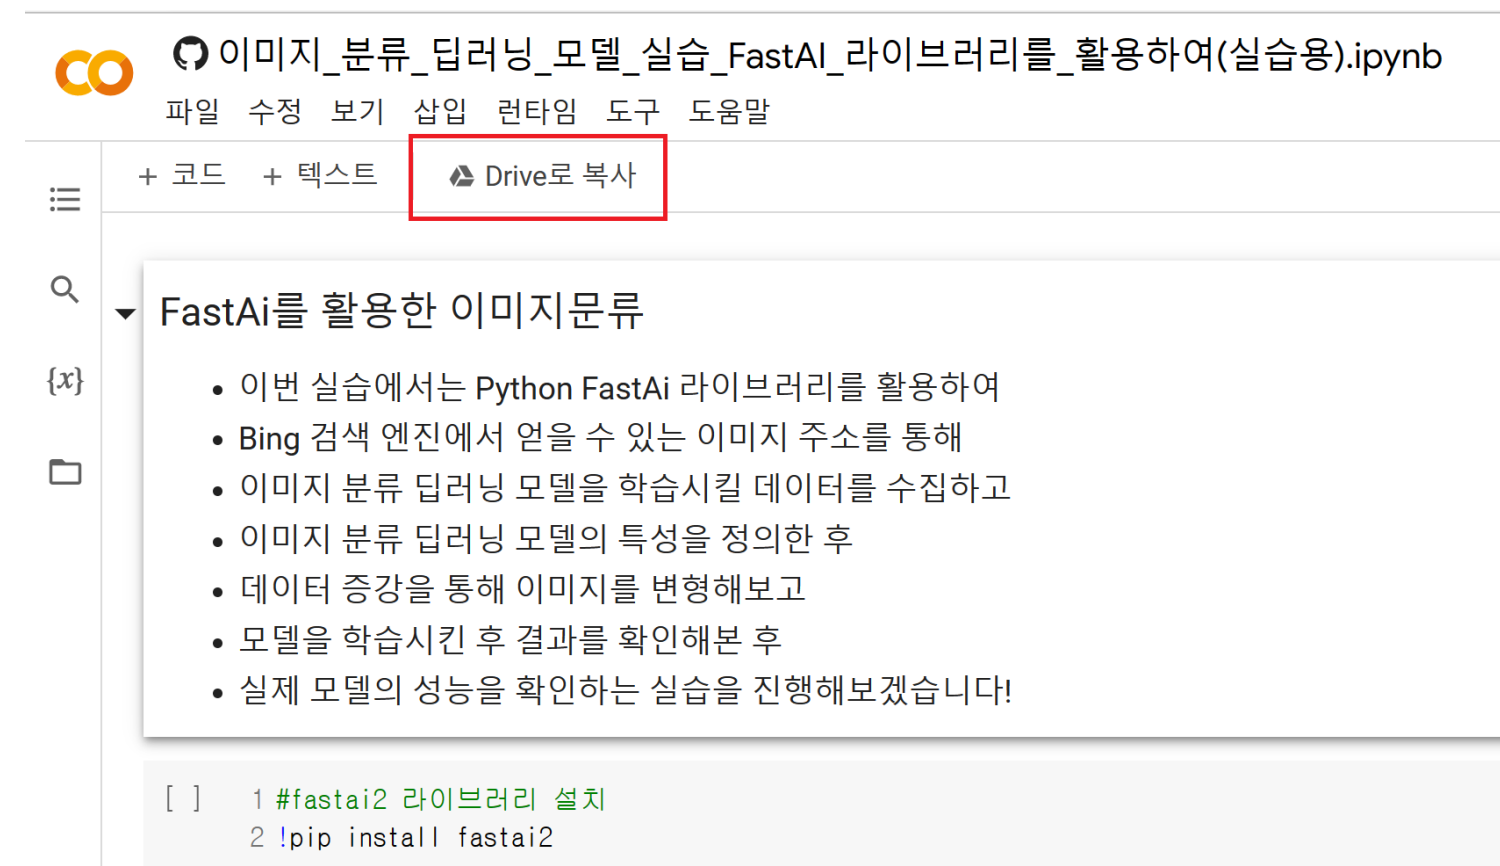 이미지_분류_딥러닝_모델_실습_FastAI_라이브러리를_활용하여(실습용).ipynb
파일 수정 보기 삽입 런타임 도구 도움말
+ 코드 + 텍스트 Drive로 복사
FastAi를 활용한 이미지문류
• 이번 실습에서는 Python FastAi 라이브러리를 활용하여
• Bing 검색 엔진에서 얻을 수 있는 이미지 주소를 통해
• 이미지 분류 딥러닝 모델을 학습시킬 데이터를 수집하고
• 이미지 분류 딥러닝 모델의 특성을 정의한 후
• 데이터 증강을 통해 이미지를 변형해보고
• 모델을 학습시킨 후 결과를 확인해본 후
• 실제 모델의 성능을 확인하는 실습을 진행해보겠습니다!
{x}
[ ] 1 #fastai2 라이브러리 설치
2 !pip install fastai2